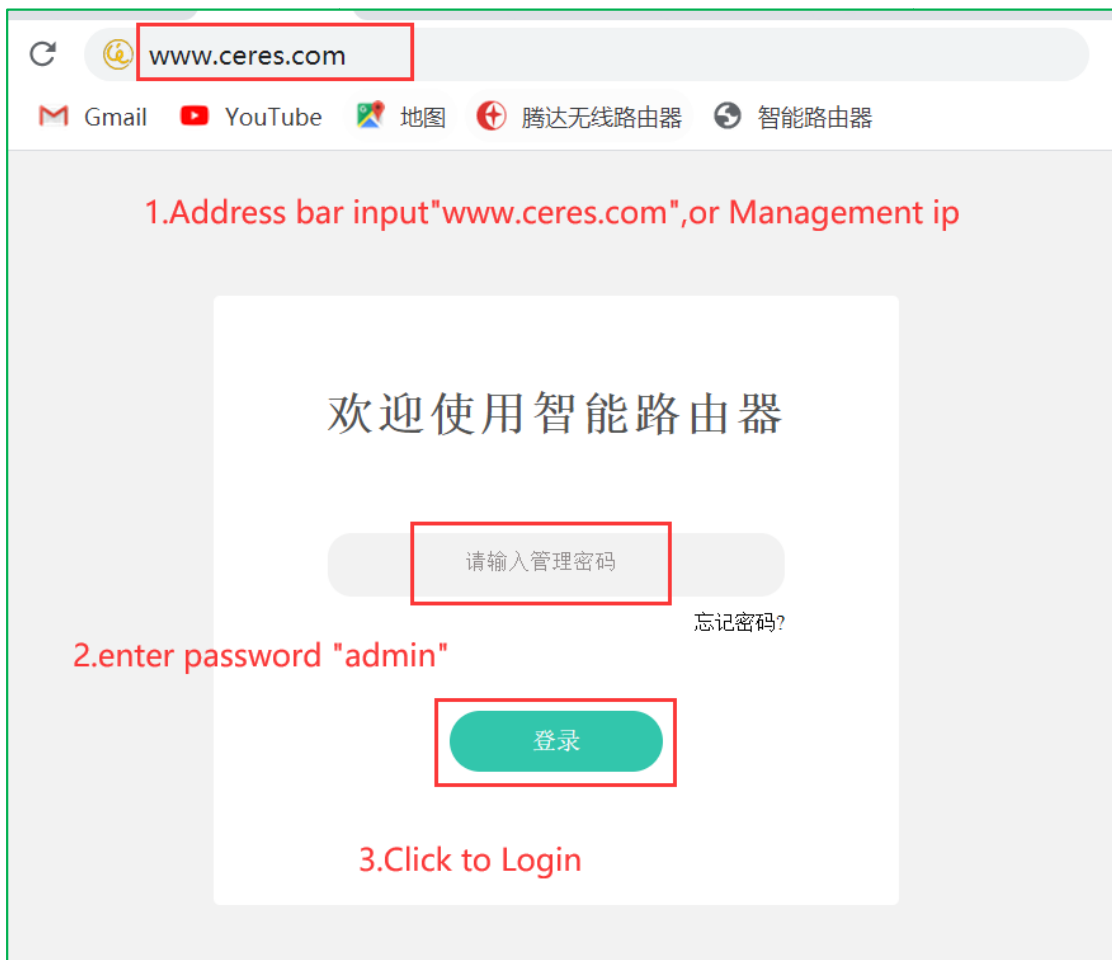 www.ceres.com
Gmail YouTube 地图 腾达无线路由器 智能路由器
1.Address bar input"www.ceres.com",or Management ip
欢迎使用智能路由器
请输入管理密码
忘记密码?
2.enter password "admin"
登录
3.Click to Login